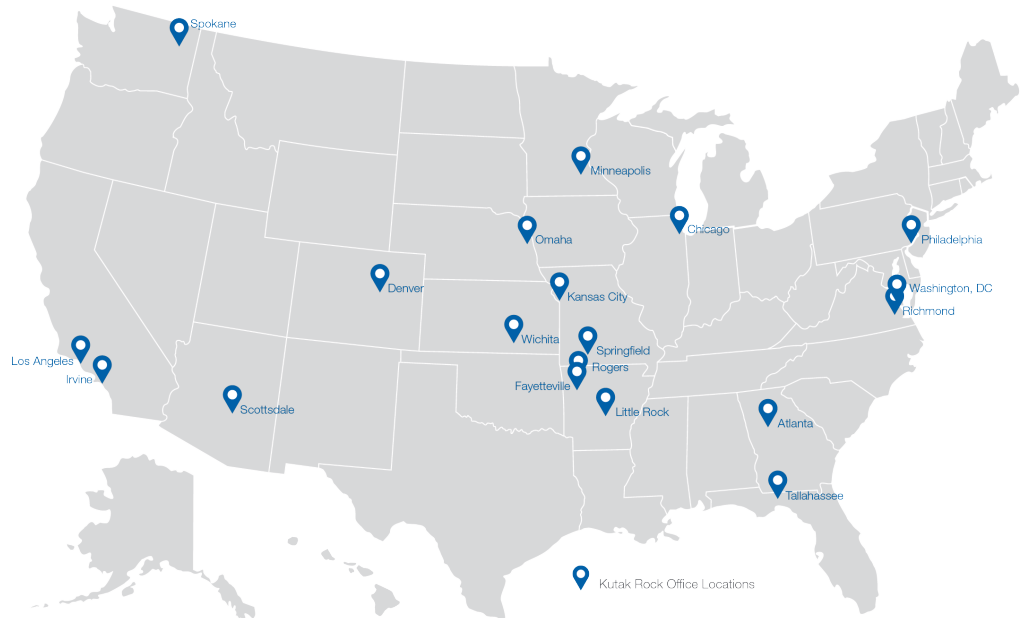 Spokane
Minneapolis
Chicago
Omaha
Philadelphia
Denver
Washington, DC
Kansas City
Richmond
Wichita
Springfield
Los Angeles
Rogers
Irvine
Fayetteville
Scottsdale
Little Rock
Atlanta
Tallahassee
Kutak Rock Office Locations